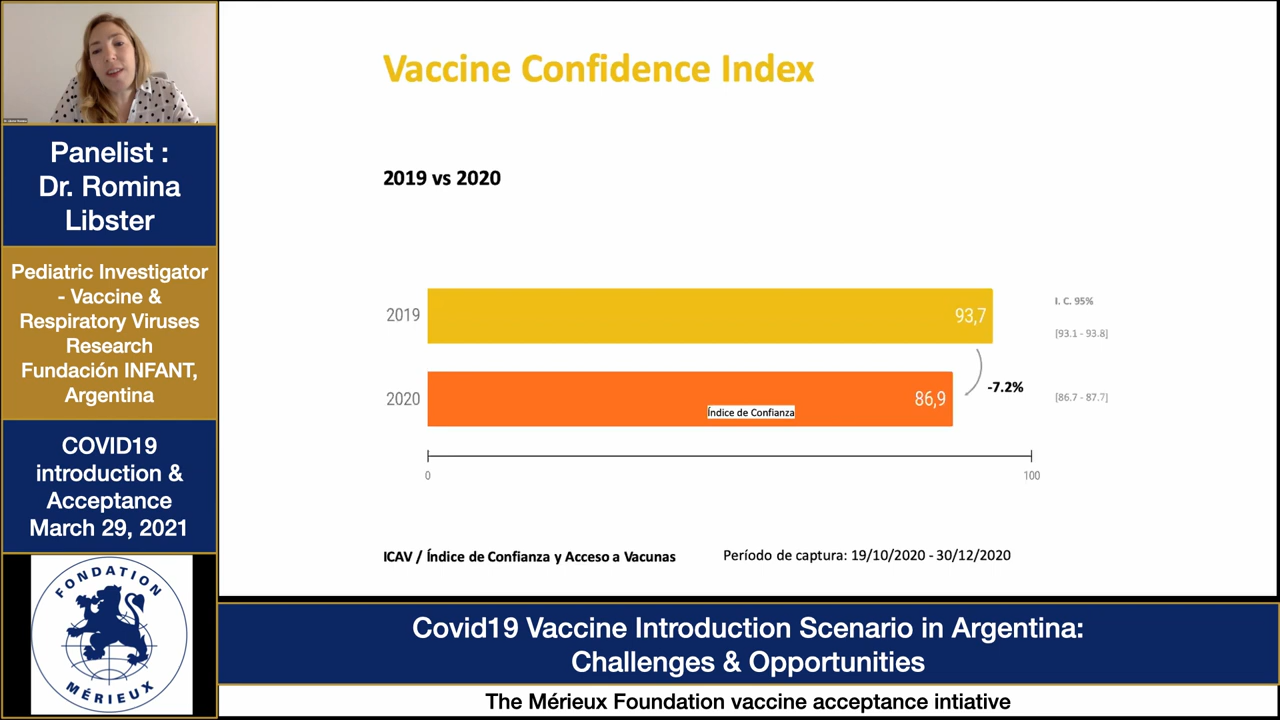 Panelist :
Dr. Romina
Libster
Pediatric Investigator
- Vaccine &
Respiratory Viruses
Research
Fundación INFANT,
Argentina
COVID19
introduction &
Acceptance
March 29, 2021
FONDATION
MÉRIEUX
Vaccine Confidence Index
2019 vs 2020
2019
93,7
I. C. 95%
[93.1 - 93.8]
-7.2%
2020
86,9
Índice de Confianza
[86.7 - 87.7]
0
100
ICAV / Índice de Confianza y Acceso a Vacunas
Período de captura: 19/10/2020 - 30/12/2020
Covid19 Vaccine Introduction Scenario in Argentina:
Challenges & Opportunities
The Mérieux Foundation vaccine acceptance intiative